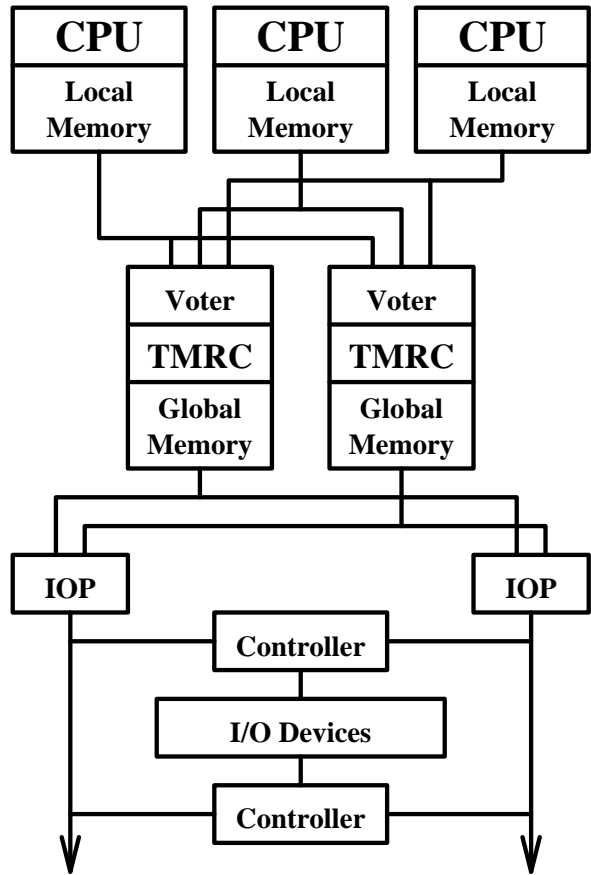 CPU
CPU
CPU
Local
Memory
Local
Memory
Local
Memory
Voter
Voter
TMRC
TMRC
Global
Memory
Global
Memory
IOP
IOP
Controller
I/O Devices
Controller